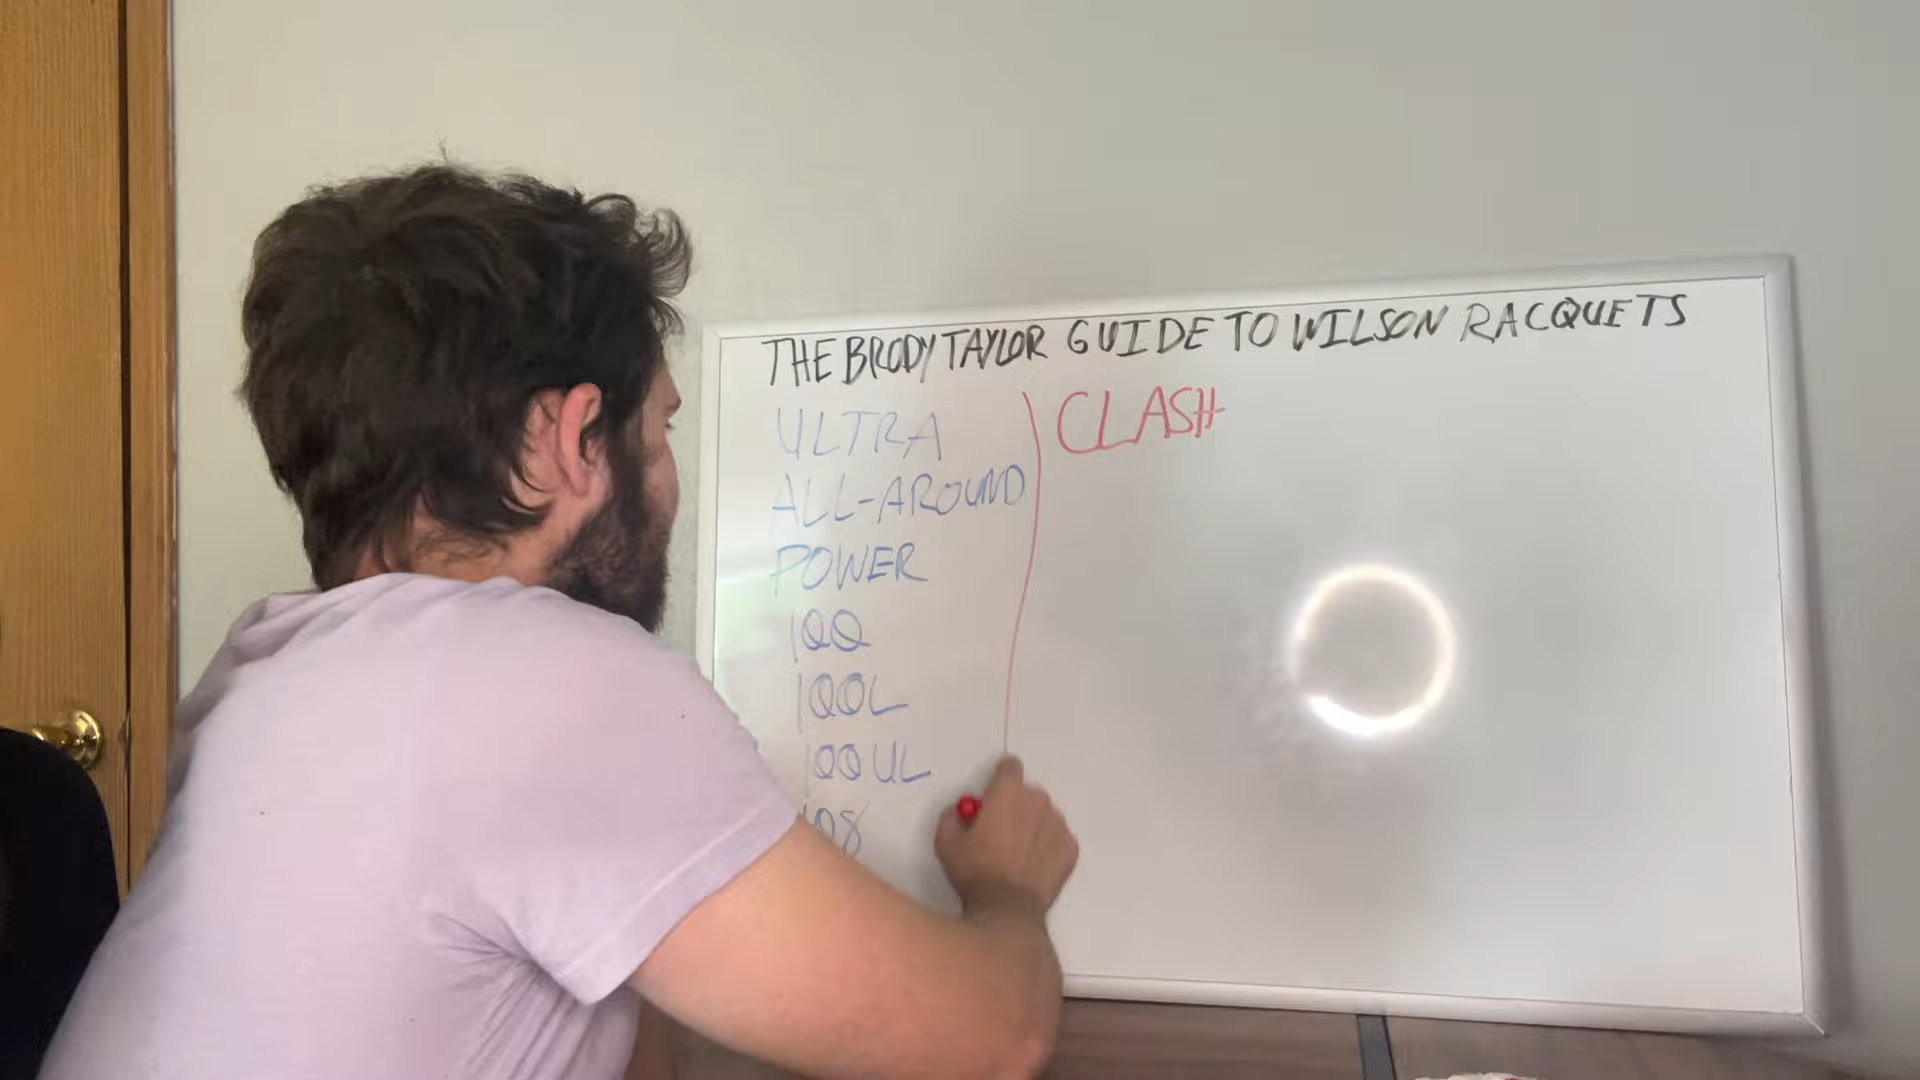 THE BRODY TAYLOR GUIDE TO WILSON RACQUETS
ULTRA
ALL-AROUND
POWER
100
100L
100UL
108
CLASH